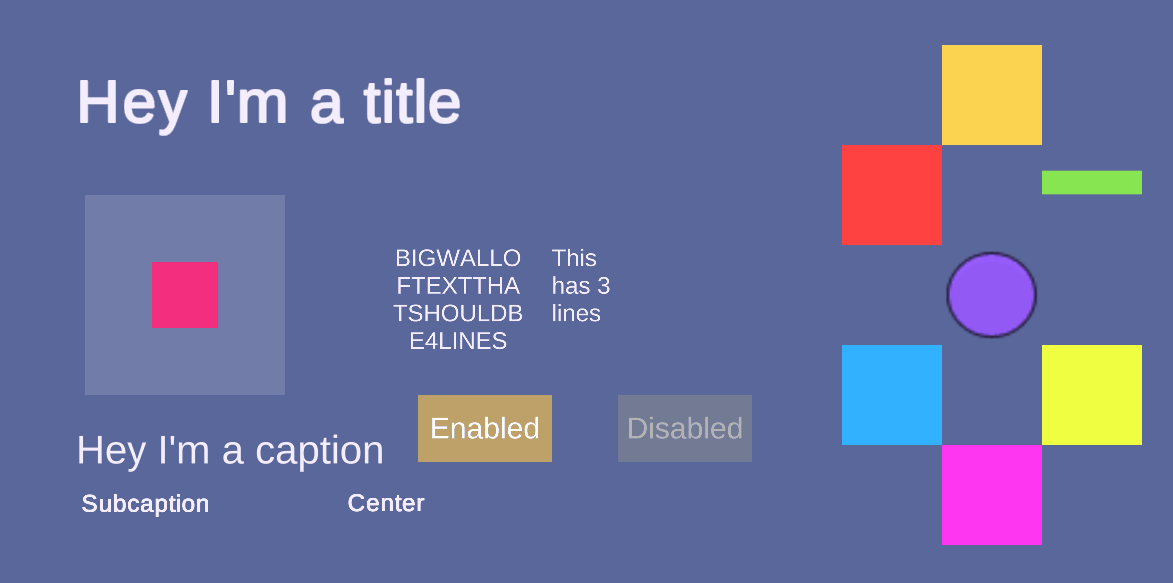 Hey I'm a title
BIGWALLO
FTEXTTHA
TSHOULDB
E4LINES
This
has 3
lines
Enabled
Disabled
Hey I'm a caption
Subcaption
Center